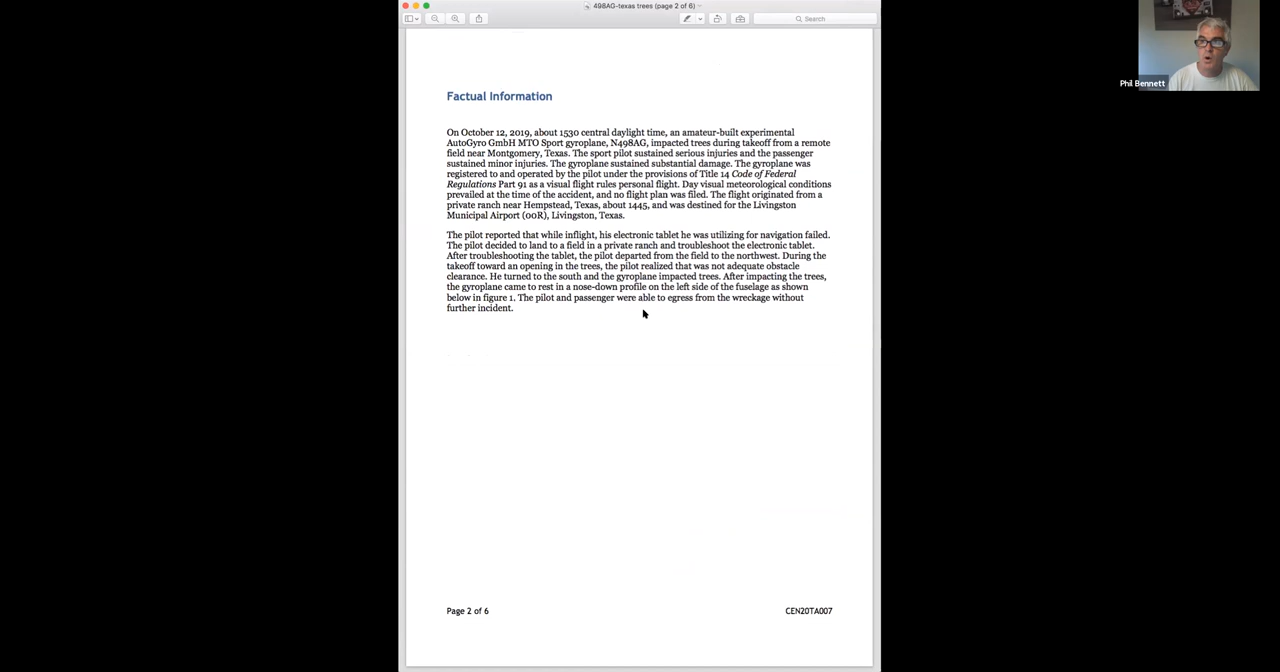 498AG-texas trees (page 2 of 6)
Search
Phil Bennett
Factual Information
On October 12, 2019, about 1530 central daylight time, an amateur-built experimental
AutoGyro GmbH MTO Sport gyroplane, N498AG, impacted trees during takeoff from a remote
field near Montgomery, Texas. The sport pilot sustained serious injuries and the passenger
sustained minor injuries. The gyroplane sustained substantial damage. The gyroplane was
registered to and operated by the pilot under the provisions of Title 14 Code of Federal
Regulations Part 91 as a visual flight rules personal flight. Day visual meteorological conditions
prevailed at the time of the accident, and no flight plan was filed. The flight originated from a
private ranch near Hempstead, Texas, about 1445, and was destined for the Livingston
Municipal Airport (00R), Livingston, Texas.
The pilot reported that while inflight, his electronic tablet he was utilizing for navigation failed.
The pilot decided to land to a field in a private ranch and troubleshoot the electronic tablet.
After troubleshooting the tablet, the pilot departed from the field to the northwest. During the
takeoff toward an opening in the trees, the pilot realized that was not adequate obstacle
clearance. He turned to the south and the gyroplane impacted trees. After impacting the trees,
the gyroplane came to rest in a nose-down profile on the left side of the fuselage as shown
below in figure 1. The pilot and passenger were able to egress from the wreckage without
further incident.
Page 2 of 6
CEN20TA007